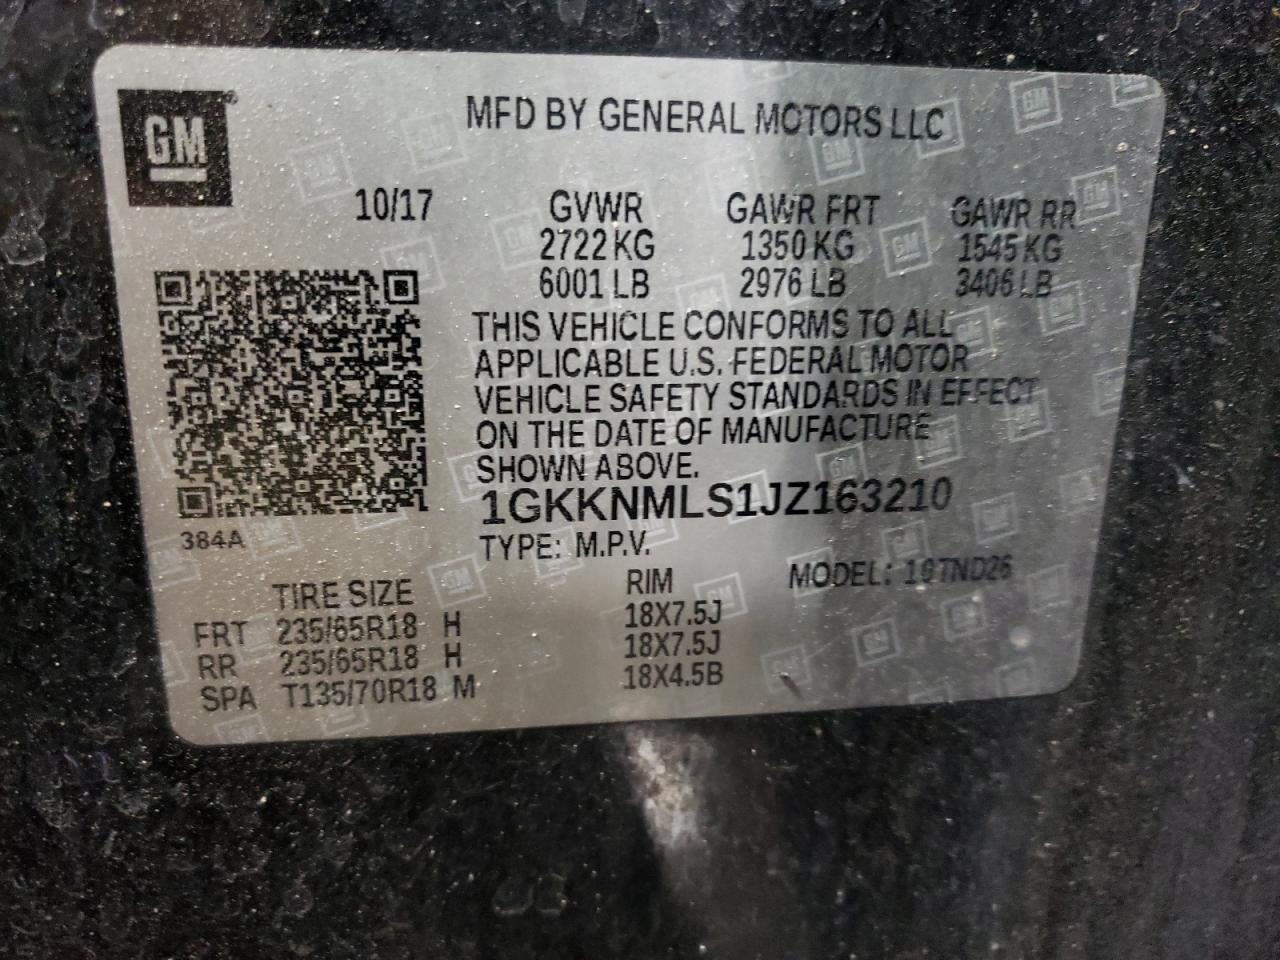 GM
MFD BY GENERAL MOTORS LLC
10/17 GVWR GAWR FRT GAWR RR
2722 KG 1350 KG 1545 KG
6001 LB 2976 LB 3406 LB
THIS VEHICLE CONFORMS TO ALL
APPLICABLE U.S. FEDERAL MOTOR
VEHICLE SAFETY STANDARDS IN EFFECT
ON THE DATE OF MANUFACTURE
SHOWN ABOVE.
1GKKNMLS1JZ163210
384A
TYPE: M.P.V.
MODEL:
TIRE SIZE RIM
FRT 235/65R18 H 18X7.5J
RR 235/65R18 H 18X7.5J
SPA T135/70R18 M 18X4.5B